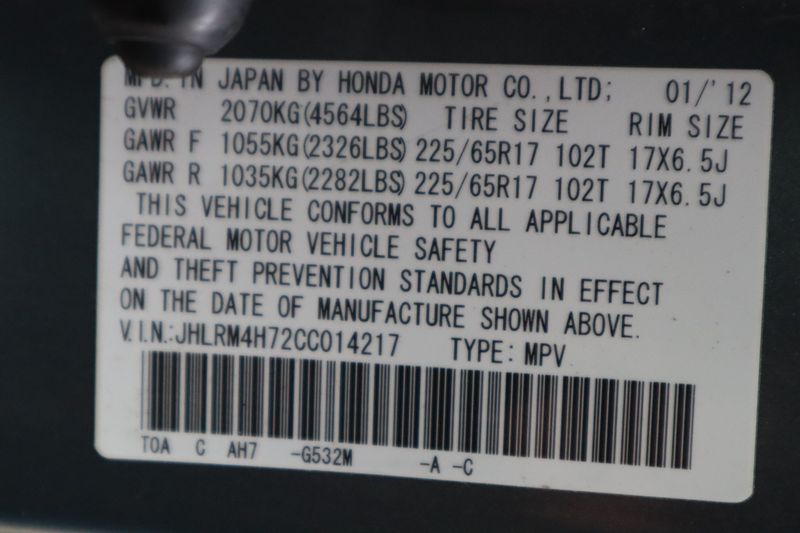 MFD. IN JAPAN BY HONDA MOTOR CO.,LTD; 01/'12
GVWR 2070KG(4564LBS) TIRE SIZE RIM SIZE
GAWR F 1055KG(2326LBS) 225/65R17 102T 17X6.5J
GAWR R 1035KG(2282LBS) 225/65R17 102T 17X6.5J
THIS VEHICLE CONFORMS TO ALL APPLICABLE
FEDERAL MOTOR VEHICLE SAFETY
AND THEFT PREVENTION STANDARDS IN EFFECT
ON THE DATE OF MANUFACTURE SHOWN ABOVE.
V.I.N.:JHLRM4H72CC014217 TYPE:MPV
TOA C AH7 -G532M -A -C